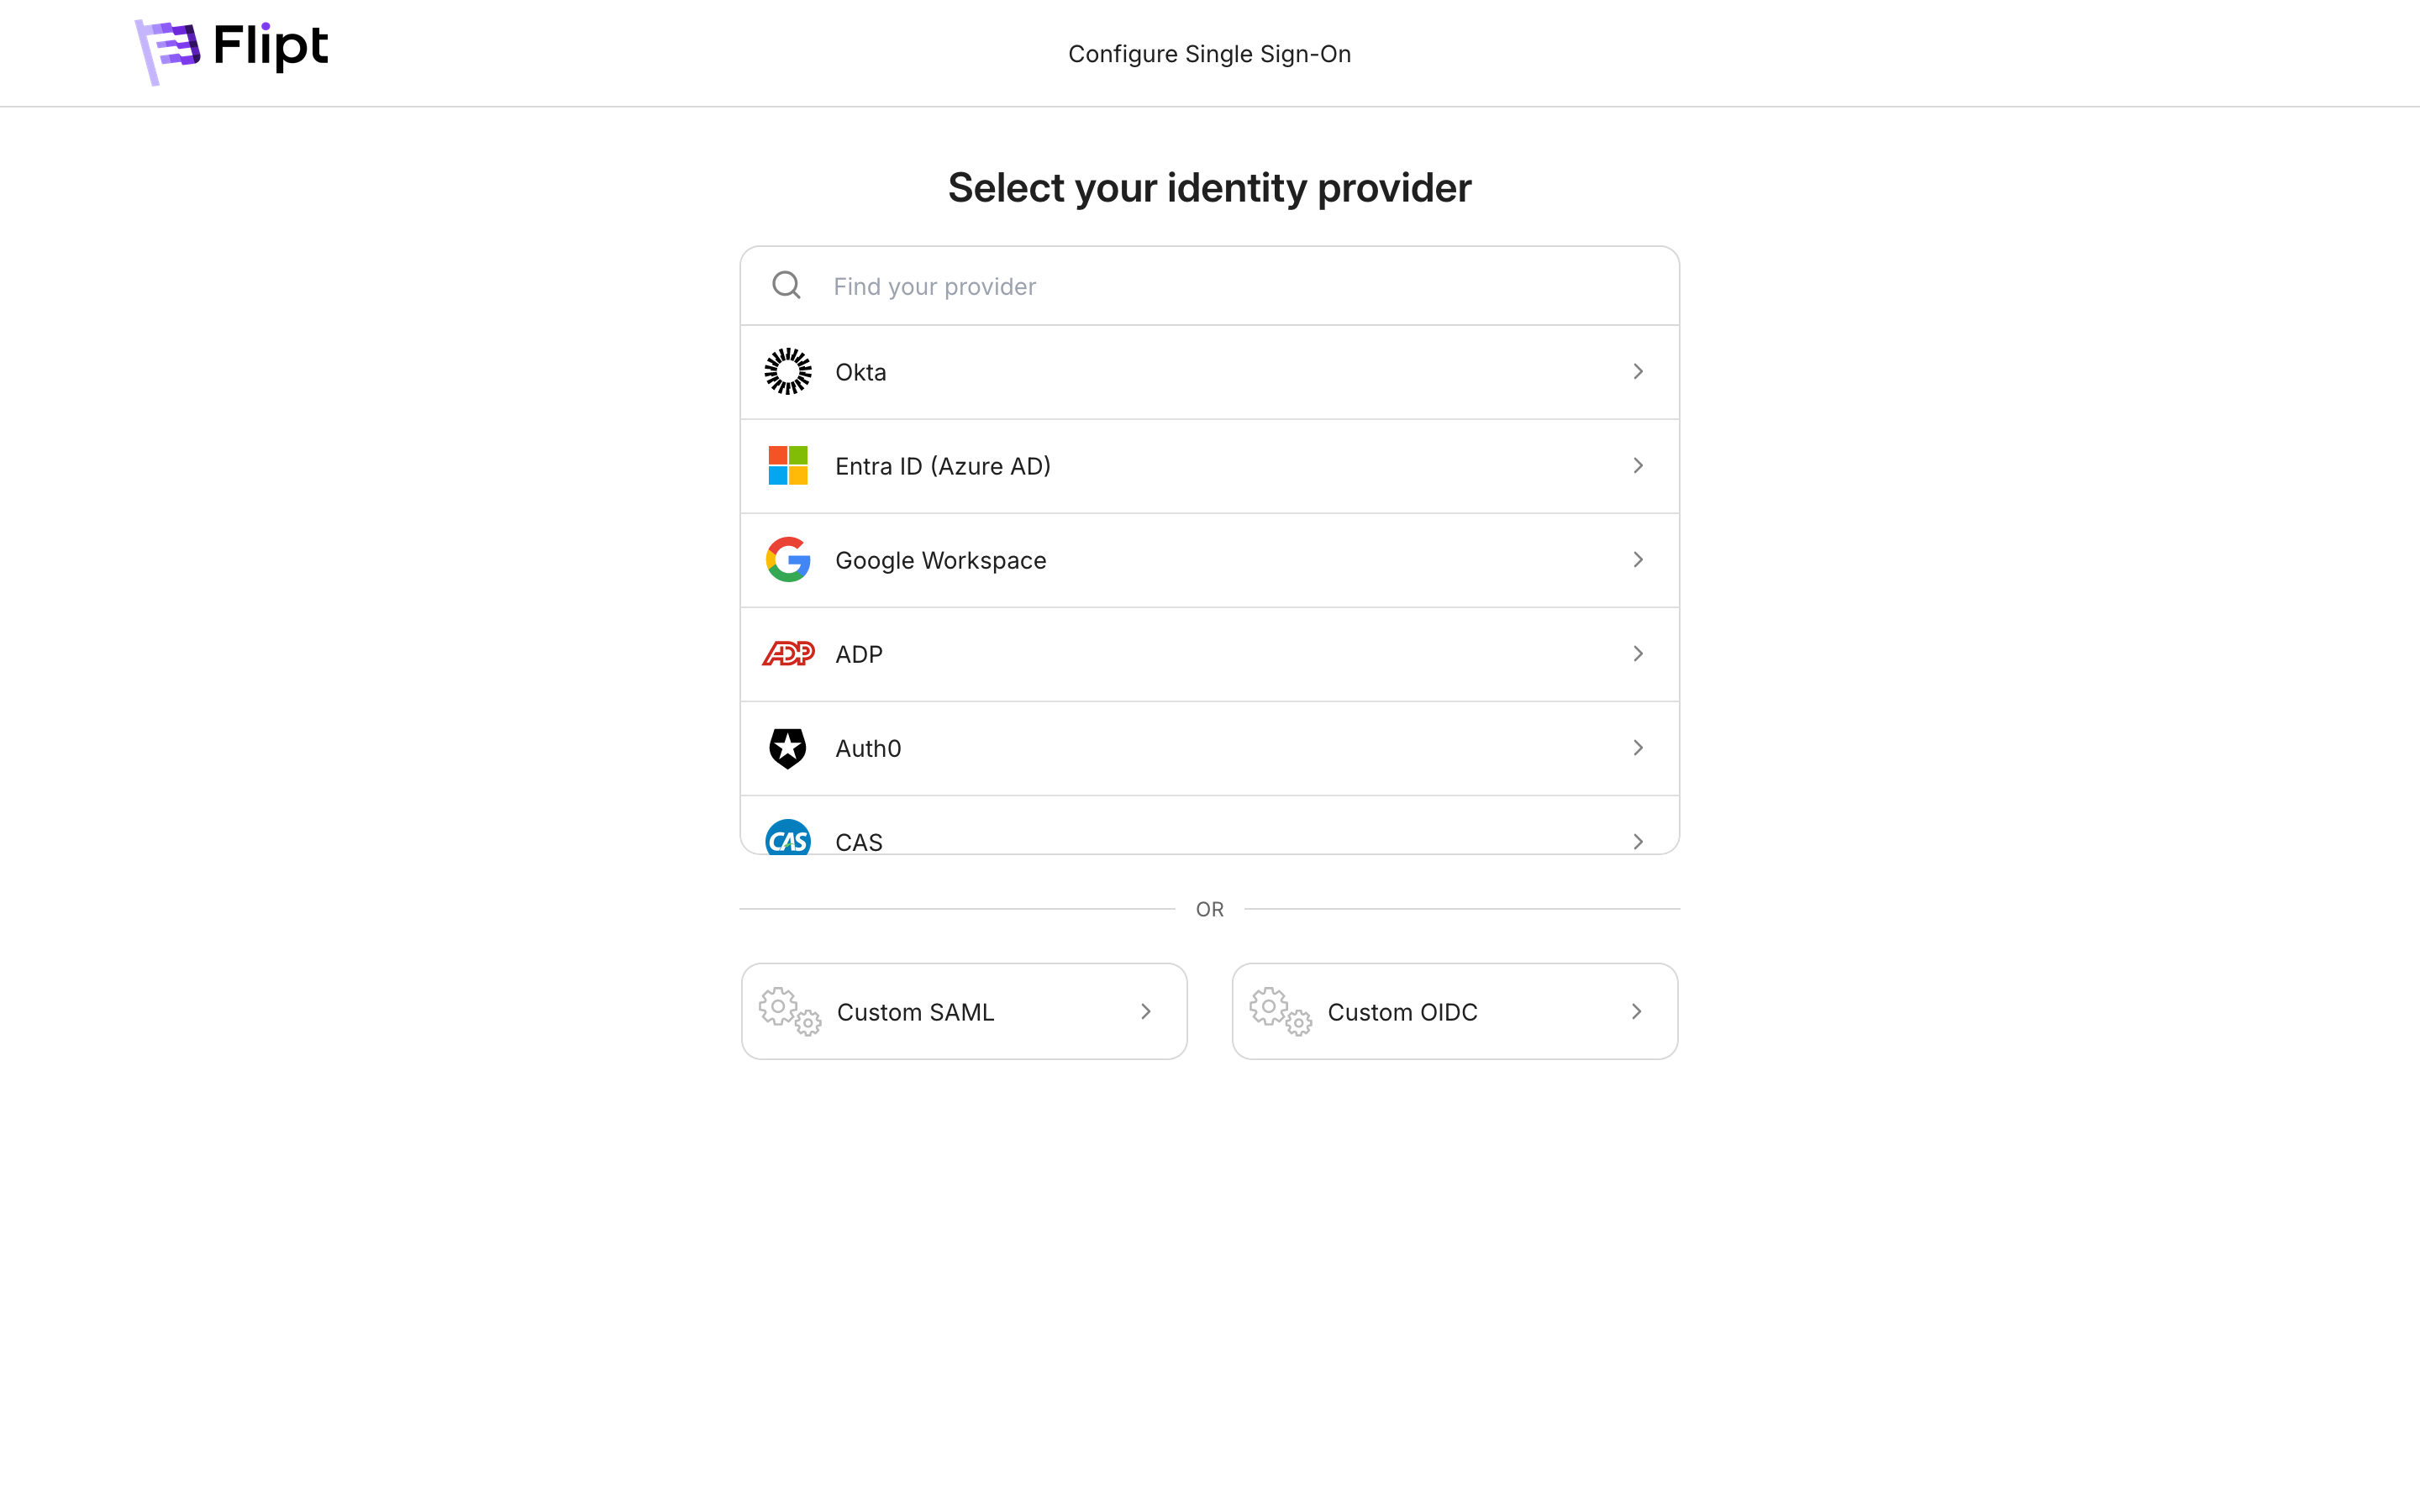 Flipt
Configure Single Sign-On
Select your identity provider
Find your provider
Okta
Entra ID (Azure AD)
Google Workspace
ADP
ADP
Auth0
CAS
CAS
OR
Custom SAML
Custom OIDC